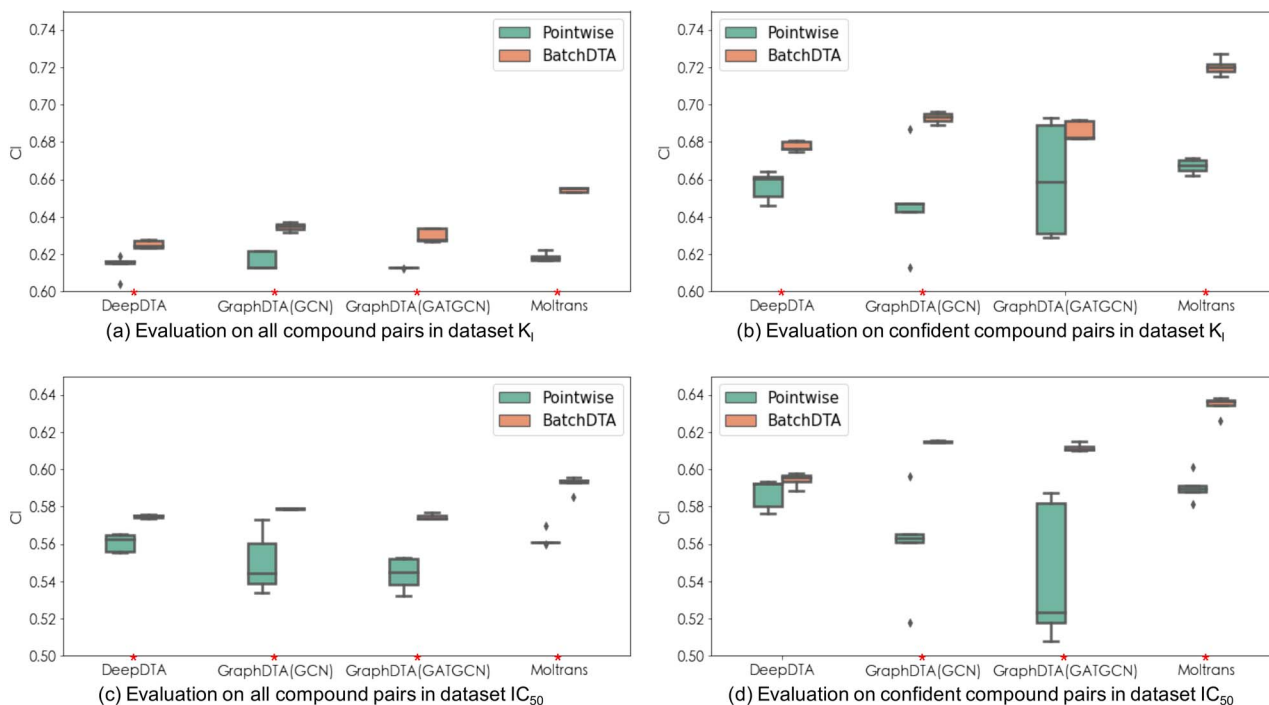 0.74
0.72
0.70
0.68
0.66
0.64
0.62
0.60
CI
Pointwise
BatchDTA
DeepDTA
GraphDTA(GCN)
GraphDTA(GATGCN)
Moltrans
* * * *
(a) Evaluation on all compound pairs in dataset Kᵢ
0.74
0.72
0.70
0.68
0.66
0.64
0.62
0.60
CI
Pointwise
BatchDTA
DeepDTA
GraphDTA(GCN)
GraphDTA(GATGCN)
Moltrans
* * *
(b) Evaluation on confident compound pairs in dataset Kᵢ
0.64
0.62
0.60
0.58
0.56
0.54
0.52
0.50
CI
Pointwise
BatchDTA
DeepDTA
GraphDTA(GCN)
GraphDTA(GATGCN)
Moltrans
* * * *
(c) Evaluation on all compound pairs in dataset IC₅₀
0.64
0.62
0.60
0.58
0.56
0.54
0.52
0.50
CI
Pointwise
BatchDTA
DeepDTA
GraphDTA(GCN)
GraphDTA(GATGCN)
Moltrans
* * *
(d) Evaluation on confident compound pairs in dataset IC₅₀